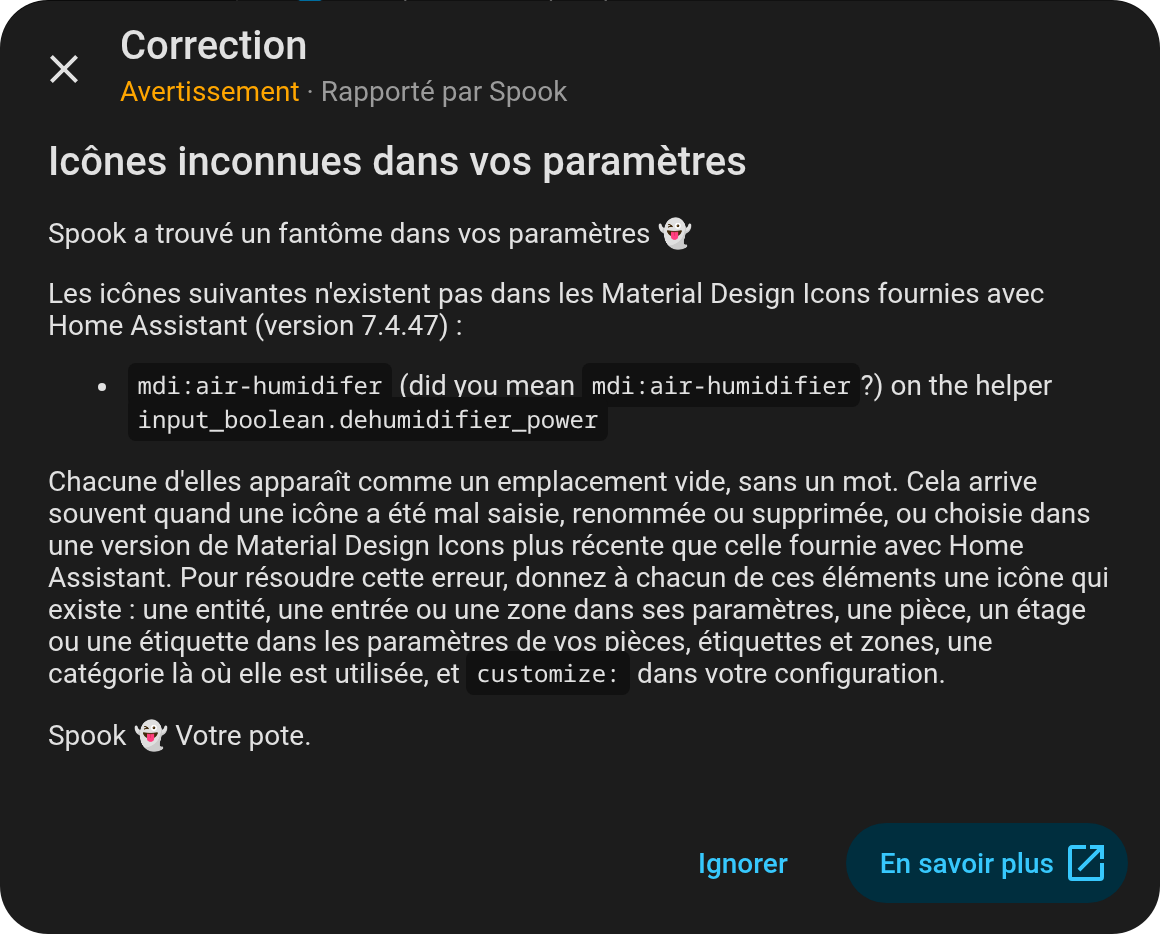 Correction
Avertissement · Rapporté par Spook
Icônes inconnues dans vos paramètres
Spook a trouvé un fantôme dans vos paramètres 👻
Les icônes suivantes n'existent pas dans les Material Design Icons fournies avec
Home Assistant (version 7.4.47) :
• mdi:air-humidifer (did you mean mdi:air-humidifier?) on the helper
input_boolean.dehumidifier_power
Chacune d'elles apparaît comme un emplacement vide, sans un mot. Cela arrive
souvent quand une icône a été mal saisie, renommée ou supprimée, ou choisie dans
une version de Material Design Icons plus récente que celle fournie avec Home
Assistant. Pour résoudre cette erreur, donnez à chacun de ces éléments une icône qui
existe : une entité, une entrée ou une zone dans ses paramètres, une pièce, un étage
ou une étiquette dans les paramètres de vos pièces, étiquettes et zones, une
catégorie là où elle est utilisée, et customize: dans votre configuration.
Spook 👻 Votre pote.
Ignorer
En savoir plus